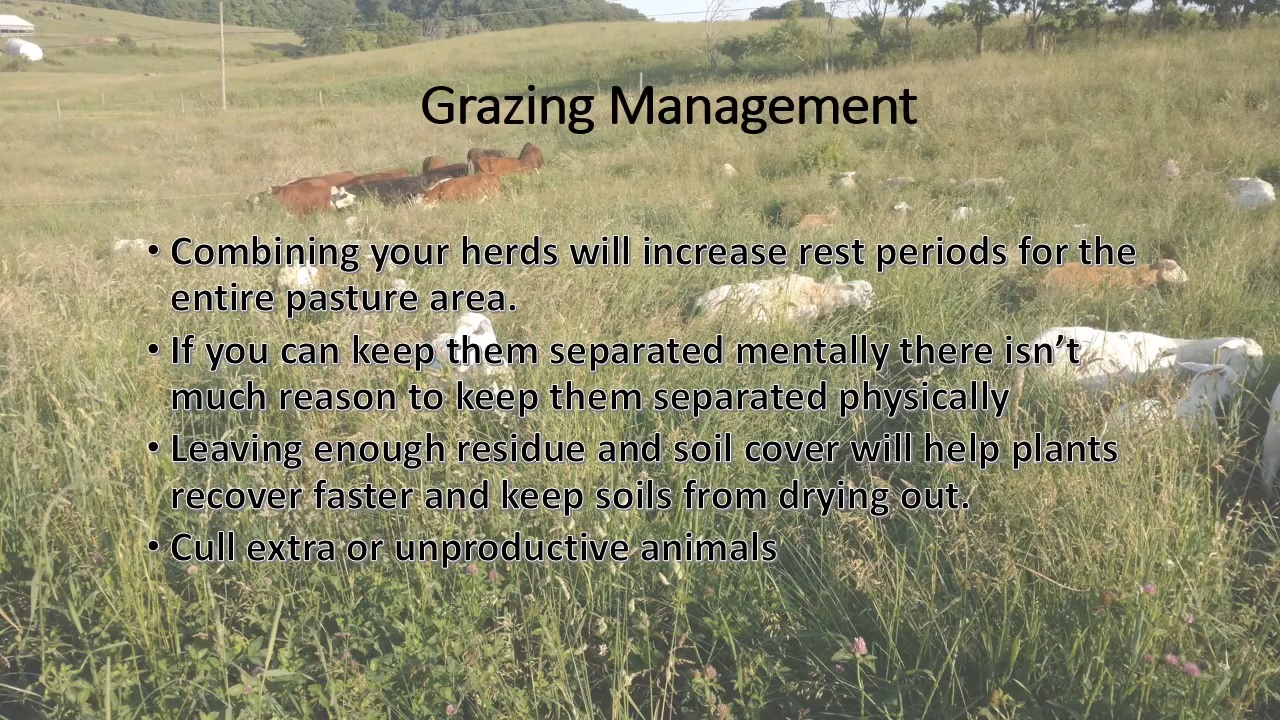 Grazing Management
• Combining your herds will increase rest periods for the
entire pasture area.
• If you can keep them separated mentally there isn’t
much reason to keep them separated physically
• Leaving enough residue and soil cover will help plants
recover faster and keep soils from drying out.
• Cull extra or unproductive animals